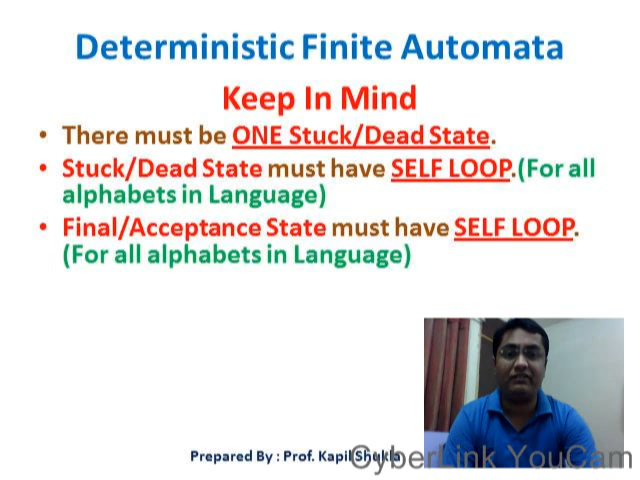 Deterministic Finite Automata
Keep In Mind
• There must be ONE Stuck/Dead State.
• Stuck/Dead State must have SELF LOOP.(For all
alphabets in Language)
• Final/Acceptance State must have SELF LOOP.
(For all alphabets in Language)
Prepared By : Prof. Kapil Shukla
CyberLink YouCam